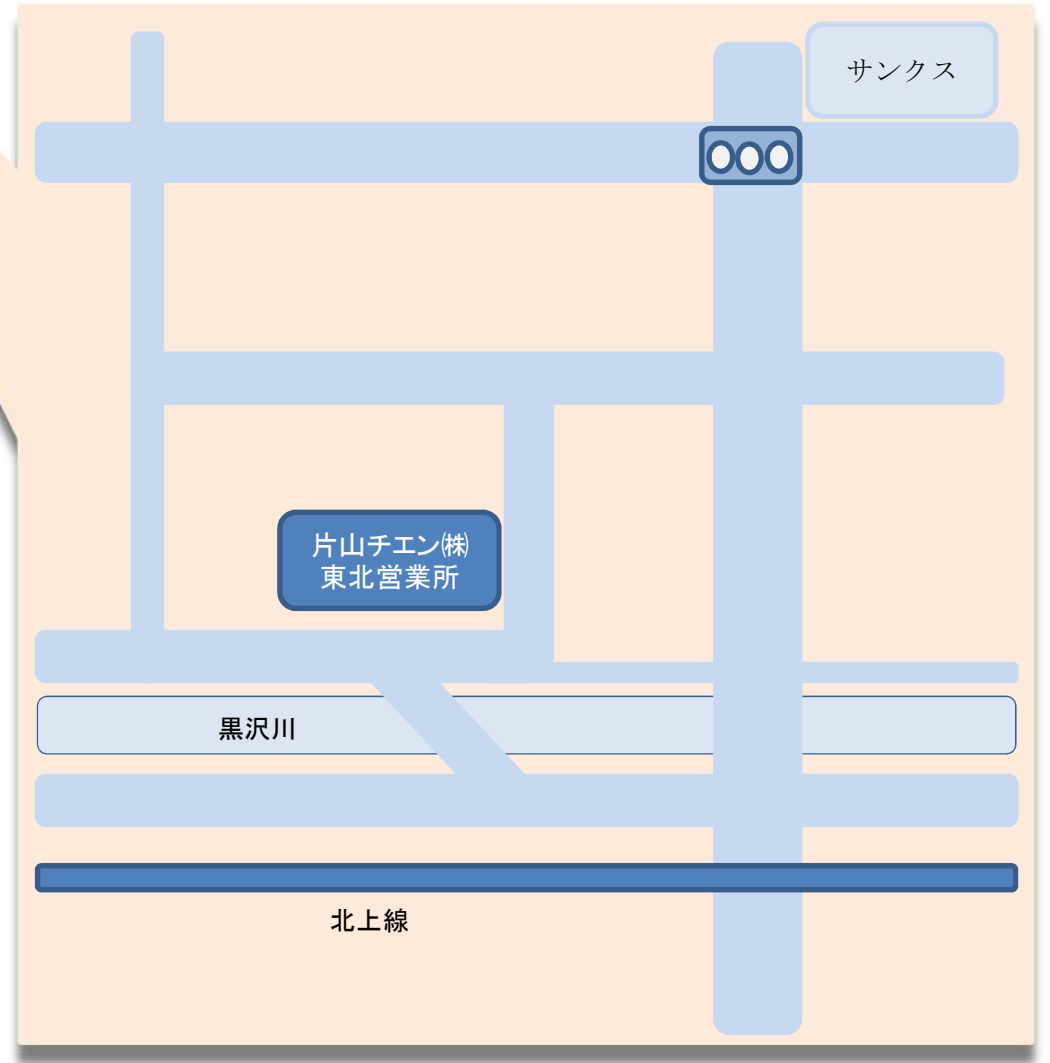 サンクス
片山チエン㈱
東北営業所
黒沢川
北上線